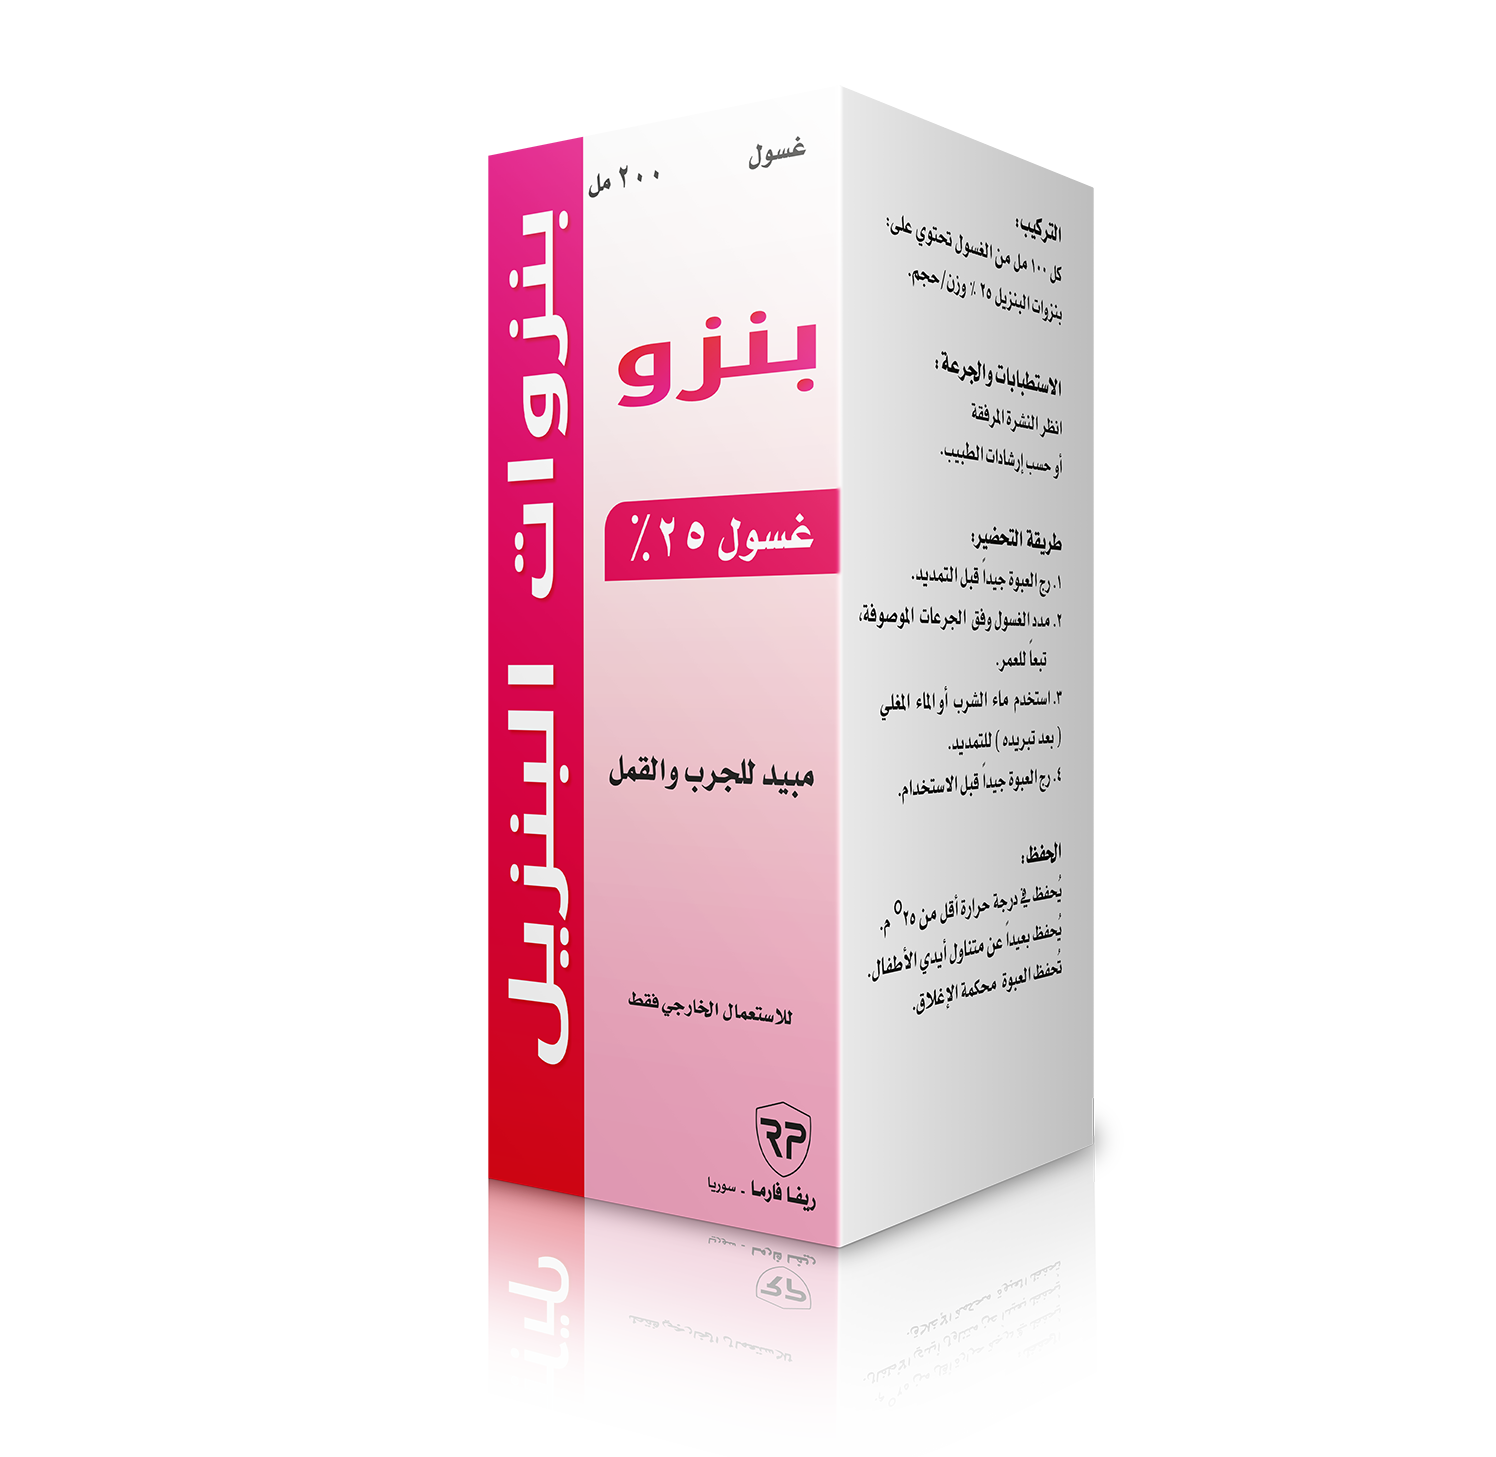 غسول
٢٠٠ مل
بنزو
غسول ٢٥٪
مبيد للجرب والقمل
للاستعمال الخارجي فقط
RP
ريفا فارما - سوريا
بنزوات البنزيل
التركيب:
كل ١٠٠ مل من الغسول تحتوي على:
بنزوات البنزيل ٢٥ ٪ وزن/حجم.
الاستطبابات والجرعة:
انظر النشرة المرفقة
أو حسب إرشادات الطبيب.
طريقة التحضير:
١. رج العبوة جيداً قبل التمديد.
٢. مدد الغسول وفق الجرعات الموصوفة،
تبعاً للعمر.
٣. استخدم ماء الشرب أو الماء المغلي
( بعد تبريده ) للتمديد.
٤. رج العبوة جيداً قبل الاستخدام.
الحفظ:
يُحفظ في درجة حرارة أقل من ٢٥° م.
يُحفظ بعيداً عن متناول أيدي الأطفال.
تُحفظ العبوة محكمة الإغلاق.